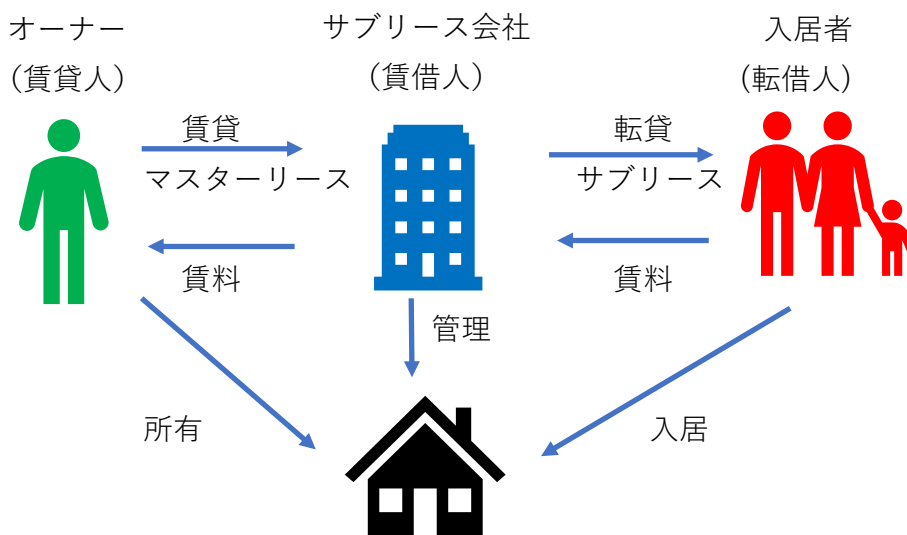 オーナー
(賃貸人)
サブリース会社
(賃借人)
入居者
(転借人)
賃貸
マスターリース
転貸
サブリース
賃料
賃料
管理
所有
入居